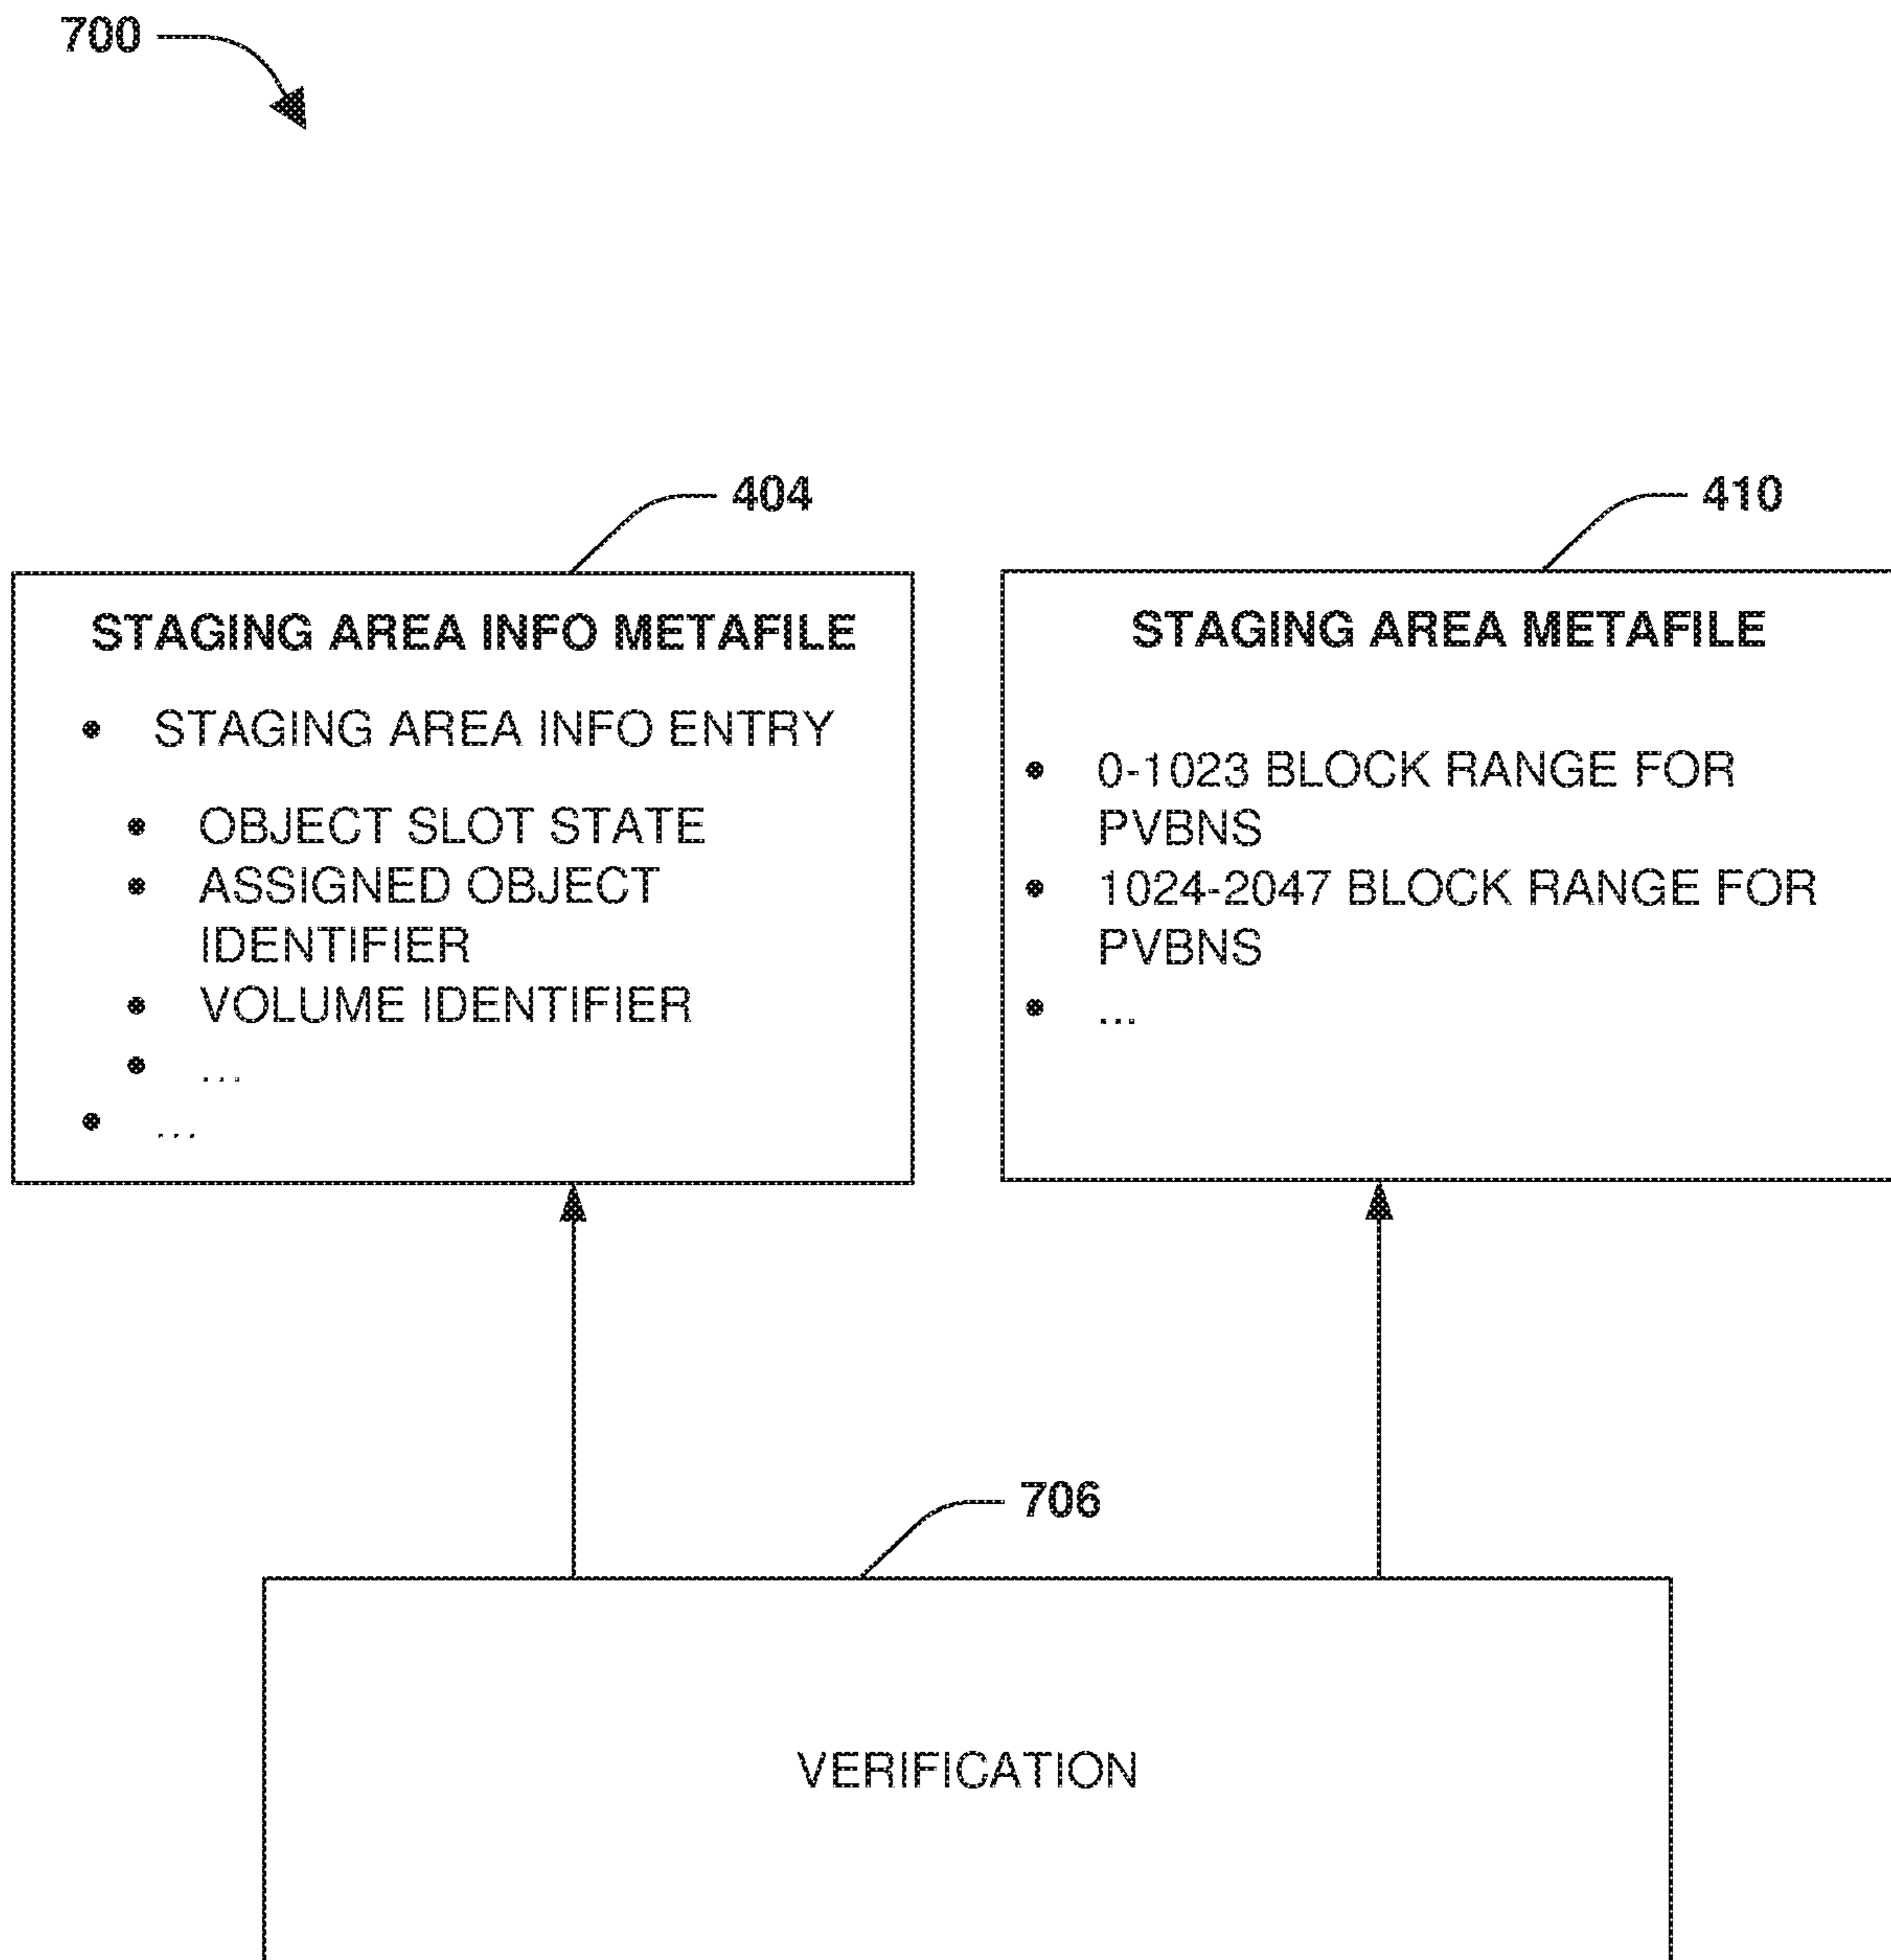 700
404
410
STAGING AREA INFO METAFILE
• STAGING AREA INFO ENTRY
• OBJECT SLOT STATE
• ASSIGNED OBJECT
IDENTIFIER
• VOLUME IDENTIFIER
• ...
• ...
STAGING AREA METAFILE
• 0-1023 BLOCK RANGE FOR
PVBNS
• 1024-2047 BLOCK RANGE FOR
PVBNS
• ...
706
VERIFICATION